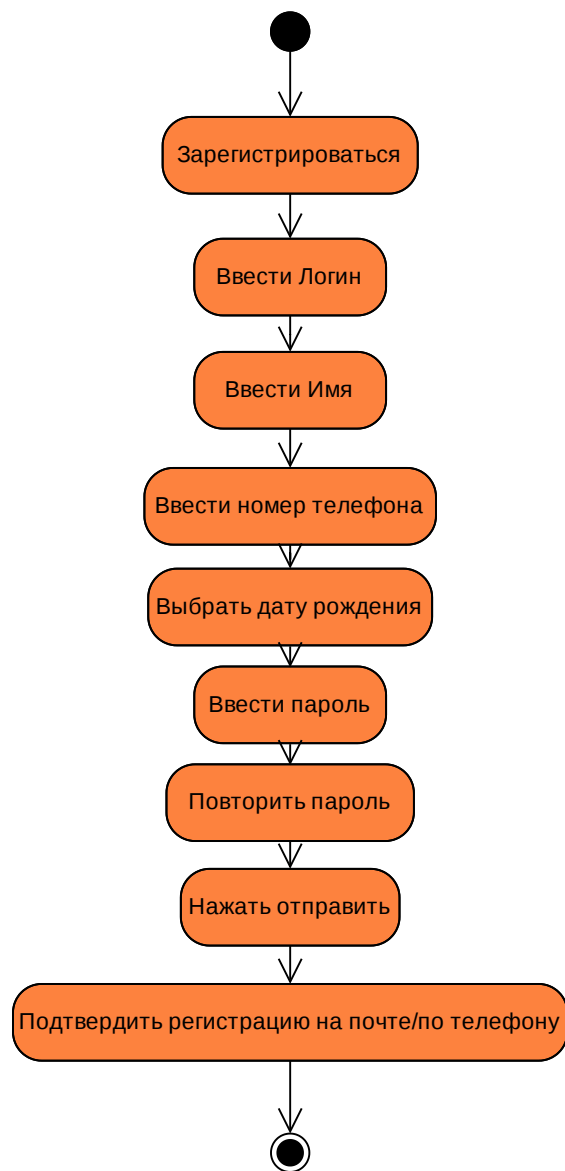 Зарегистрироваться
Ввести Логин
Ввести Имя
Ввести номер телефона
Выбрать дату рождения
Ввести пароль
Повторить пароль
Нажать отправить
Подтвердить регистрацию на почте/по телефону